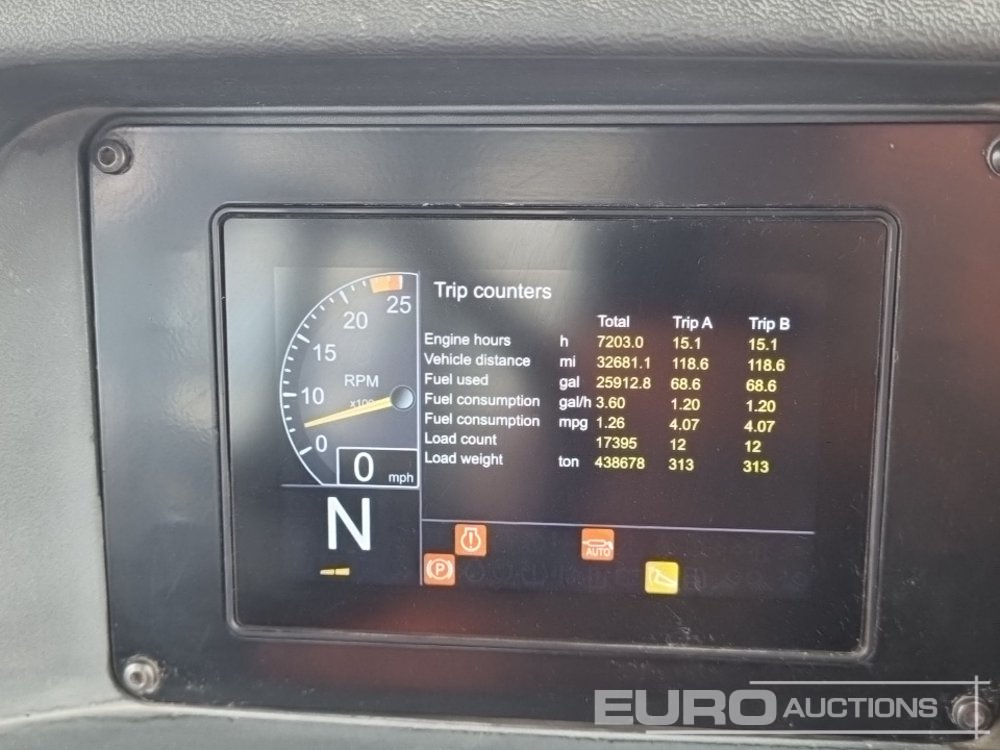 Trip counters
Total Trip A Trip B
Engine hours h 7203.0 15.1 15.1
Vehicle distance mi 32681.1 118.6 118.6
Fuel used gal 25912.8 68.6 68.6
Fuel consumption gal/h 3.60 1.20 1.20
Fuel consumption mpg 1.26 4.07 4.07
Load count 17395 12 12
Load weight ton 438678 313 313
25
20
15
10
0
RPM
x100
0 mph
N
AUTO
P
EURO AUCTIONS